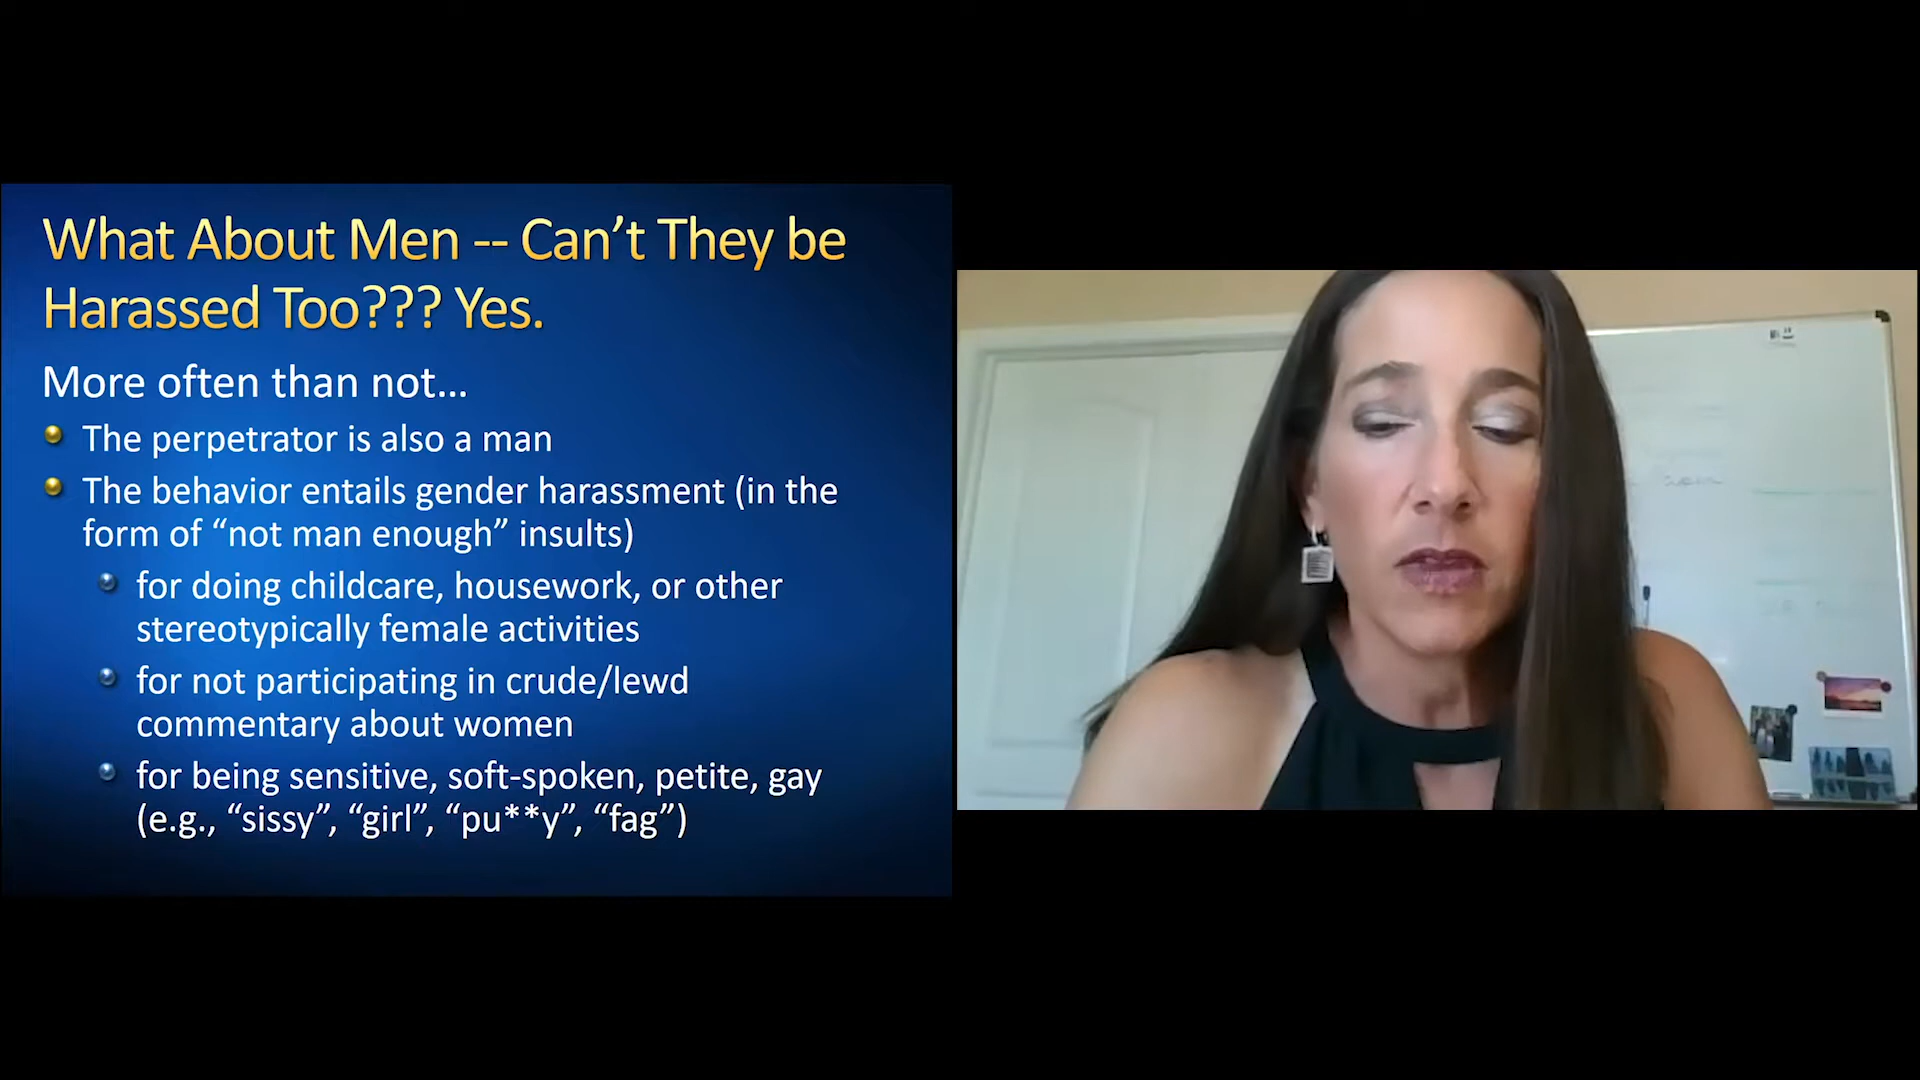 What About Men -- Can’t They be
Harassed Too??? Yes.
More often than not…
The perpetrator is also a man
The behavior entails gender harassment (in the
form of “not man enough” insults)
for doing childcare, housework, or other
stereotypically female activities
for not participating in crude/lewd
commentary about women
for being sensitive, soft-spoken, petite, gay
(e.g., “sissy”, “girl”, “pu**y”, “fag”)